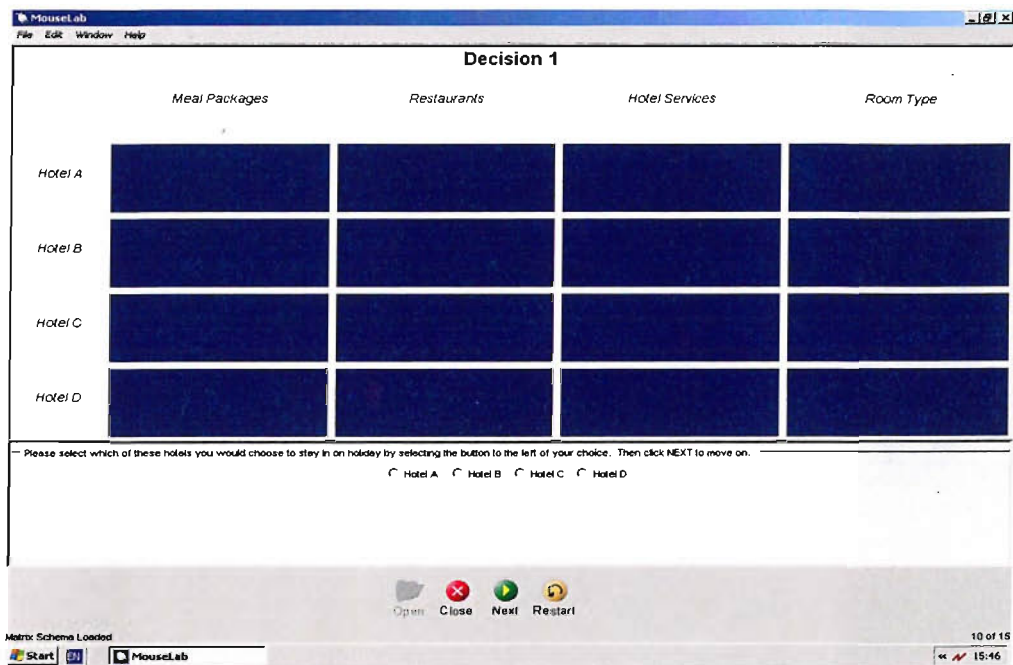 MouseLab
File Edit Window Help
Decision 1
Meal Packages Restaurants Hotel Services Room Type
Hotel A
Hotel B
Hotel C
Hotel D
Please select which of these hotels you would choose to stay in on holiday by selecting the button to the left of your choice. Then click NEXT to move on.
Hotel A Hotel B Hotel C Hotel D
Open Close Next Restart
Matrix Schema Loaded 10 of 15
Start EN MouseLab « 15:46